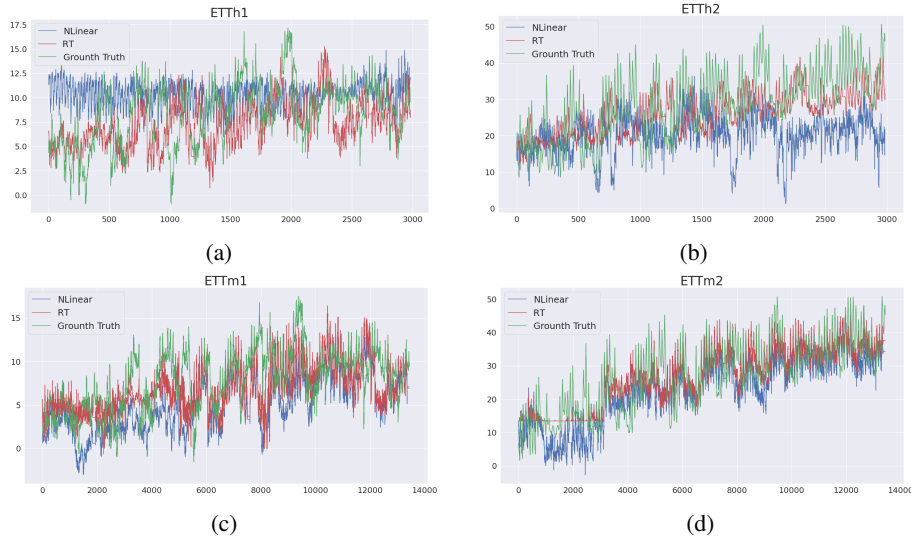 ETTh1
17.5
15.0
12.5
10.0
7.5
5.0
2.5
0.0
NLinear
RT
Grounth Truth
0 500 1000 1500 2000 2500 3000
(a)
ETTh2
50
40
30
20
10
0
NLinear
RT
Grounth Truth
0 500 1000 1500 2000 2500 3000
(b)
ETTm1
15
10
5
0
NLinear
RT
Grounth Truth
0 2000 4000 6000 8000 10000 12000 14000
(c)
ETTm2
50
40
30
20
10
0
NLinear
RT
Grounth Truth
0 2000 4000 6000 8000 10000 12000 14000
(d)